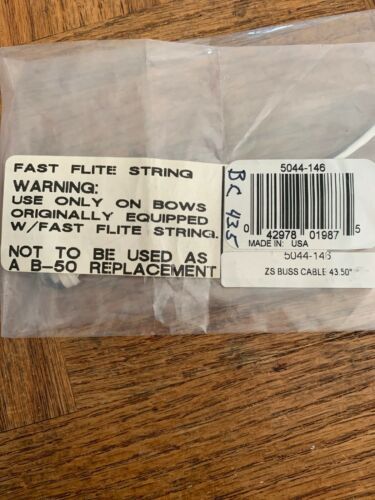 FAST FLITE STRING
WARNING:
USE ONLY ON BOWS
ORIGINALLY EQUIPPED
W/FAST FLITE STRING.
NOT TO BE USED AS
A B-50 REPLACEMENT
BC 435
5044-146
0 42978 01987 5
MADE IN: USA
5044-146
ZS BUSS CABLE 43.50"